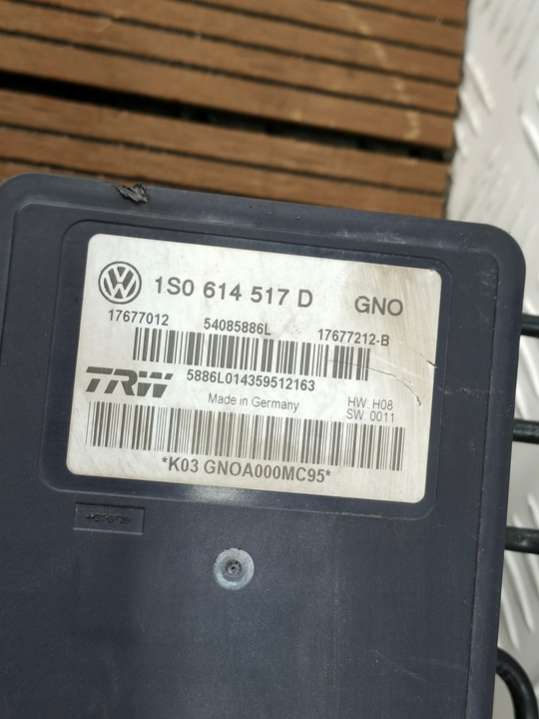 1S0 614 517 D GNO
17677012 54085886L 17677212-B
TRW 5886L014359512163
Made in Germany HW: H08
SW: 0011
*K03 GNOA000MC95*